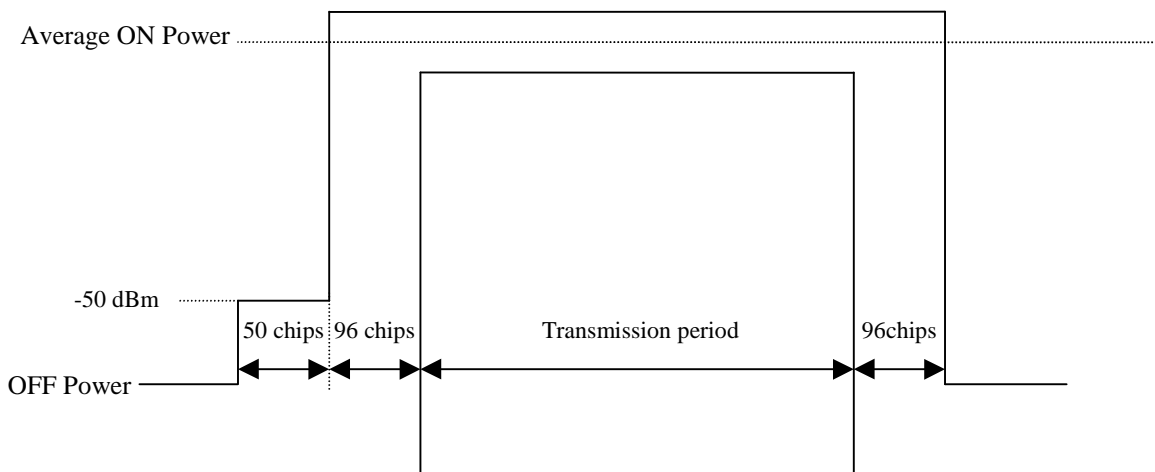 Average ON Power
-50 dBm
50 chips
96 chips
Transmission period
96chips
OFF Power